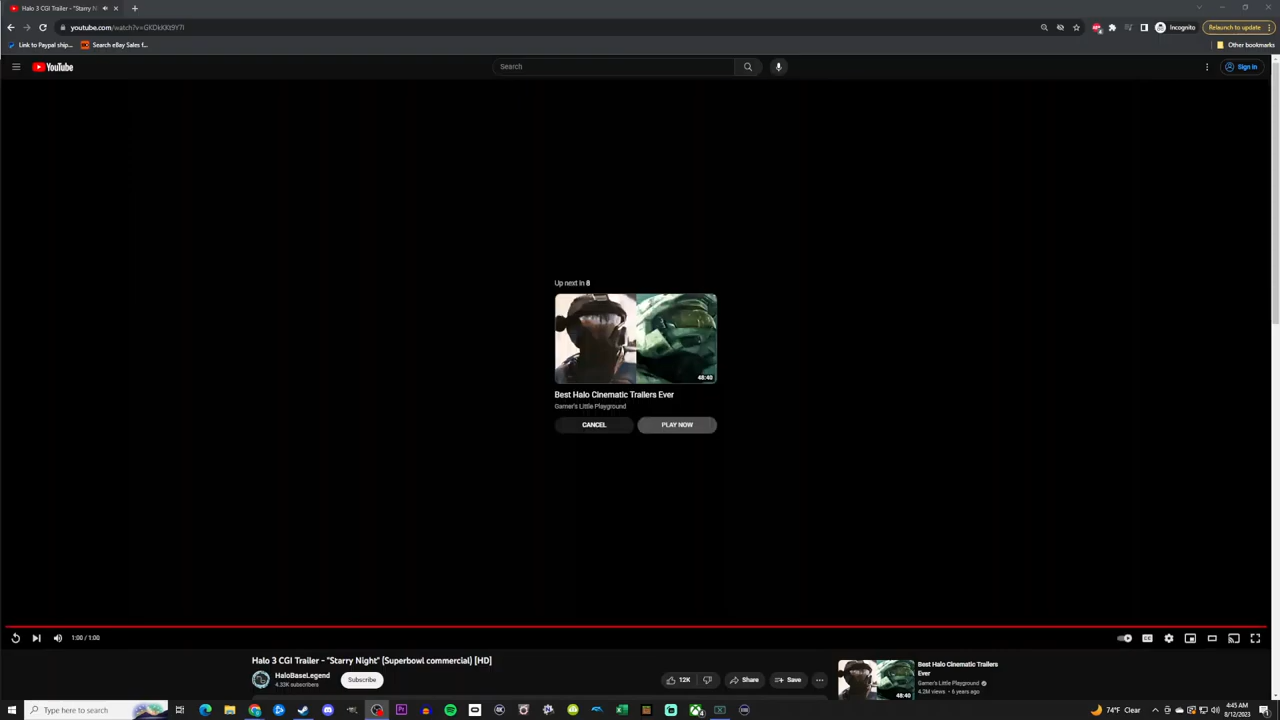 Halo 3 CGI Trailer - "Starry N
youtube.com/watch?v=GKDkKKt9Y7I
Incognito
Relaunch to update
Link to Paypal ship...
Search eBay Sales f...
Other bookmarks
YouTube
Search
Sign in
Up next in 8
48:40
Best Halo Cinematic Trailers Ever
Gamer's Little Playground
CANCEL
PLAY NOW
1:00 / 1:00
Halo 3 CGI Trailer - "Starry Night" (Superbowl commercial) [HD]
HaloBaseLegend
4.33K subscribers
Subscribe
12K
Share
Save
48:40
Best Halo Cinematic Trailers
Ever
Gamer's Little Playground
4.2M views • 6 years ago
Type here to search
74°F Clear
4:45 AM
8/12/2023